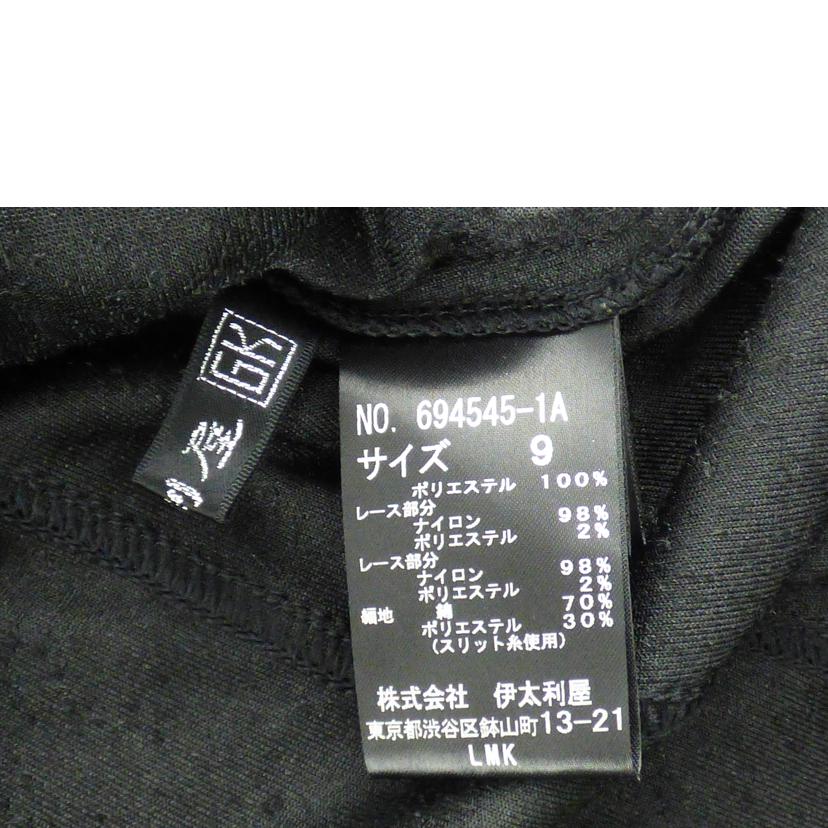 GK
屋
NO. 694545-1A
サイズ 9
ポリエステル 100%
レース部分
ナイロン 98%
ポリエステル 2%
レース部分
ナイロン 98%
ポリエステル 2%
綿 70%
ポリエステル 30%
(スリット糸使用)
株式会社 伊太利屋
東京都渋谷区鉢山町13-21
LMK